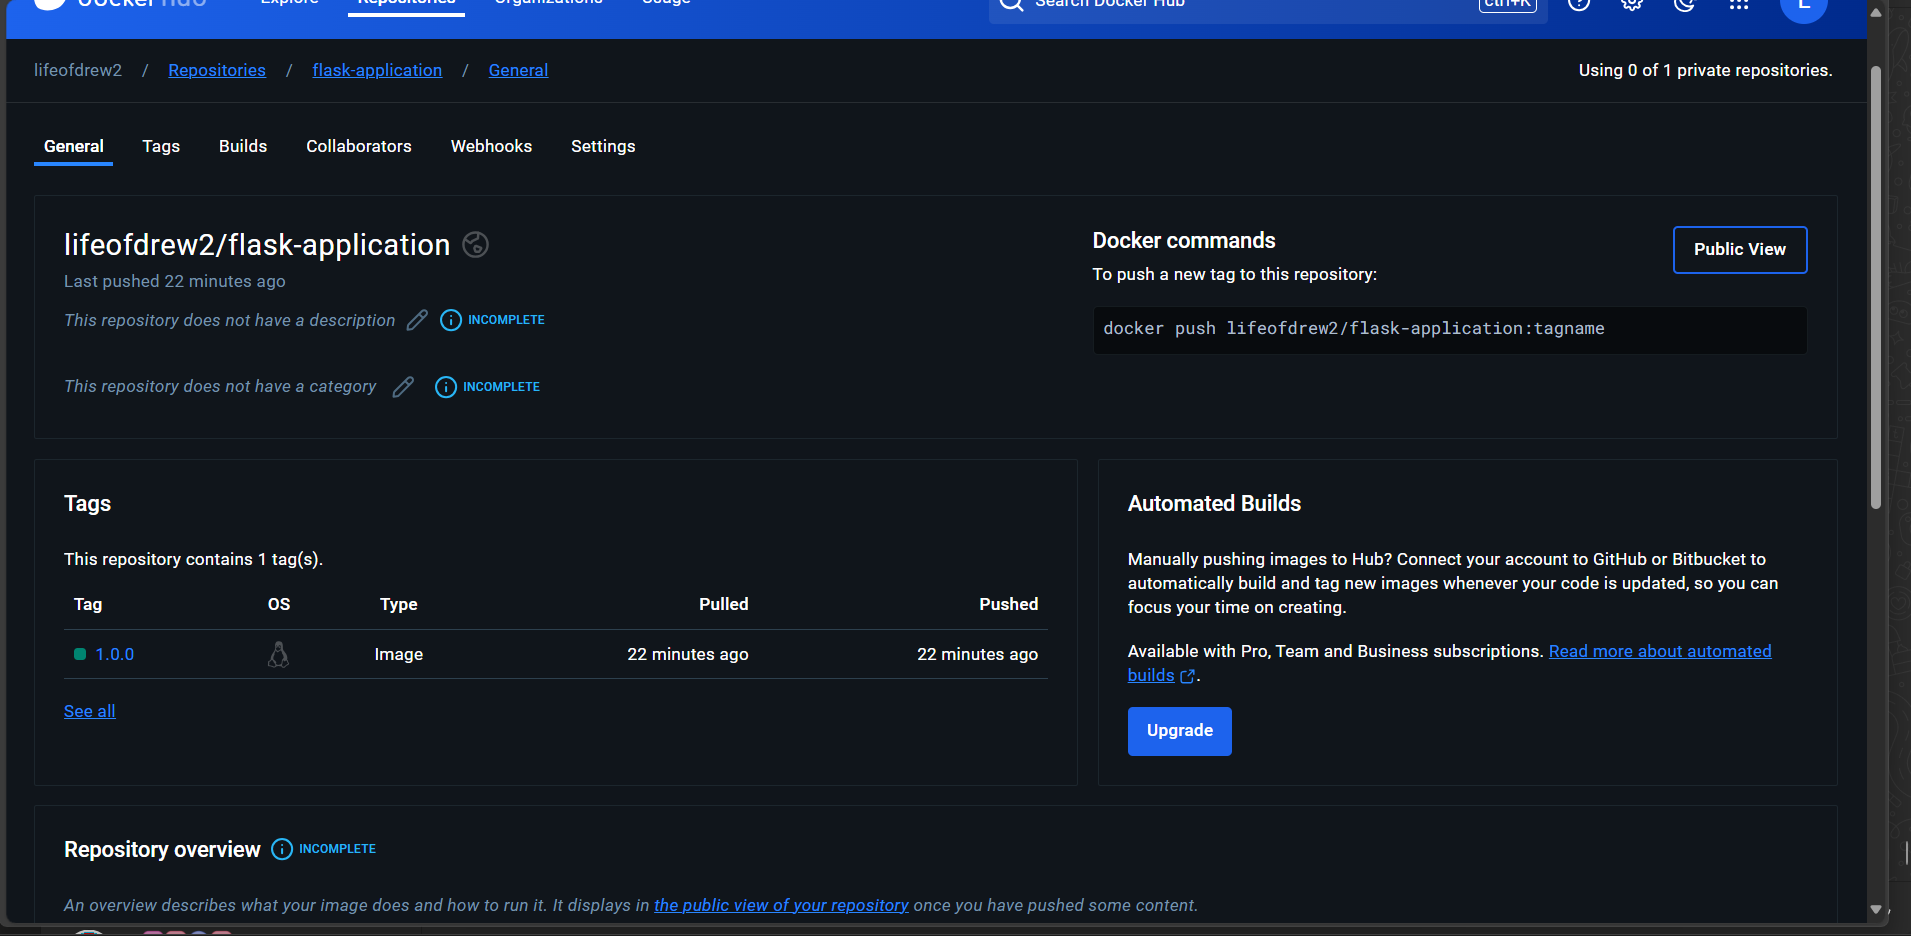 docker hub Explore Repositories Organizations Usage Search Docker Hub ctrl+K L
lifeofdrew2 / Repositories / flask-application / General Using 0 of 1 private repositories.
General Tags Builds Collaborators Webhooks Settings
lifeofdrew2/flask-application
Last pushed 22 minutes ago
This repository does not have a description INCOMPLETE
This repository does not have a category INCOMPLETE
Docker commands
Public View
To push a new tag to this repository:
docker push lifeofdrew2/flask-application:tagname
Tags
This repository contains 1 tag(s).
Tag OS Type Pulled Pushed
1.0.0 Image 22 minutes ago 22 minutes ago
See all
Automated Builds
Manually pushing images to Hub? Connect your account to GitHub or Bitbucket to
automatically build and tag new images whenever your code is updated, so you can
focus your time on creating.
Available with Pro, Team and Business subscriptions. Read more about automated
builds .
Upgrade
Repository overview INCOMPLETE
An overview describes what your image does and how to run it. It displays in the public view of your repository once you have pushed some content.